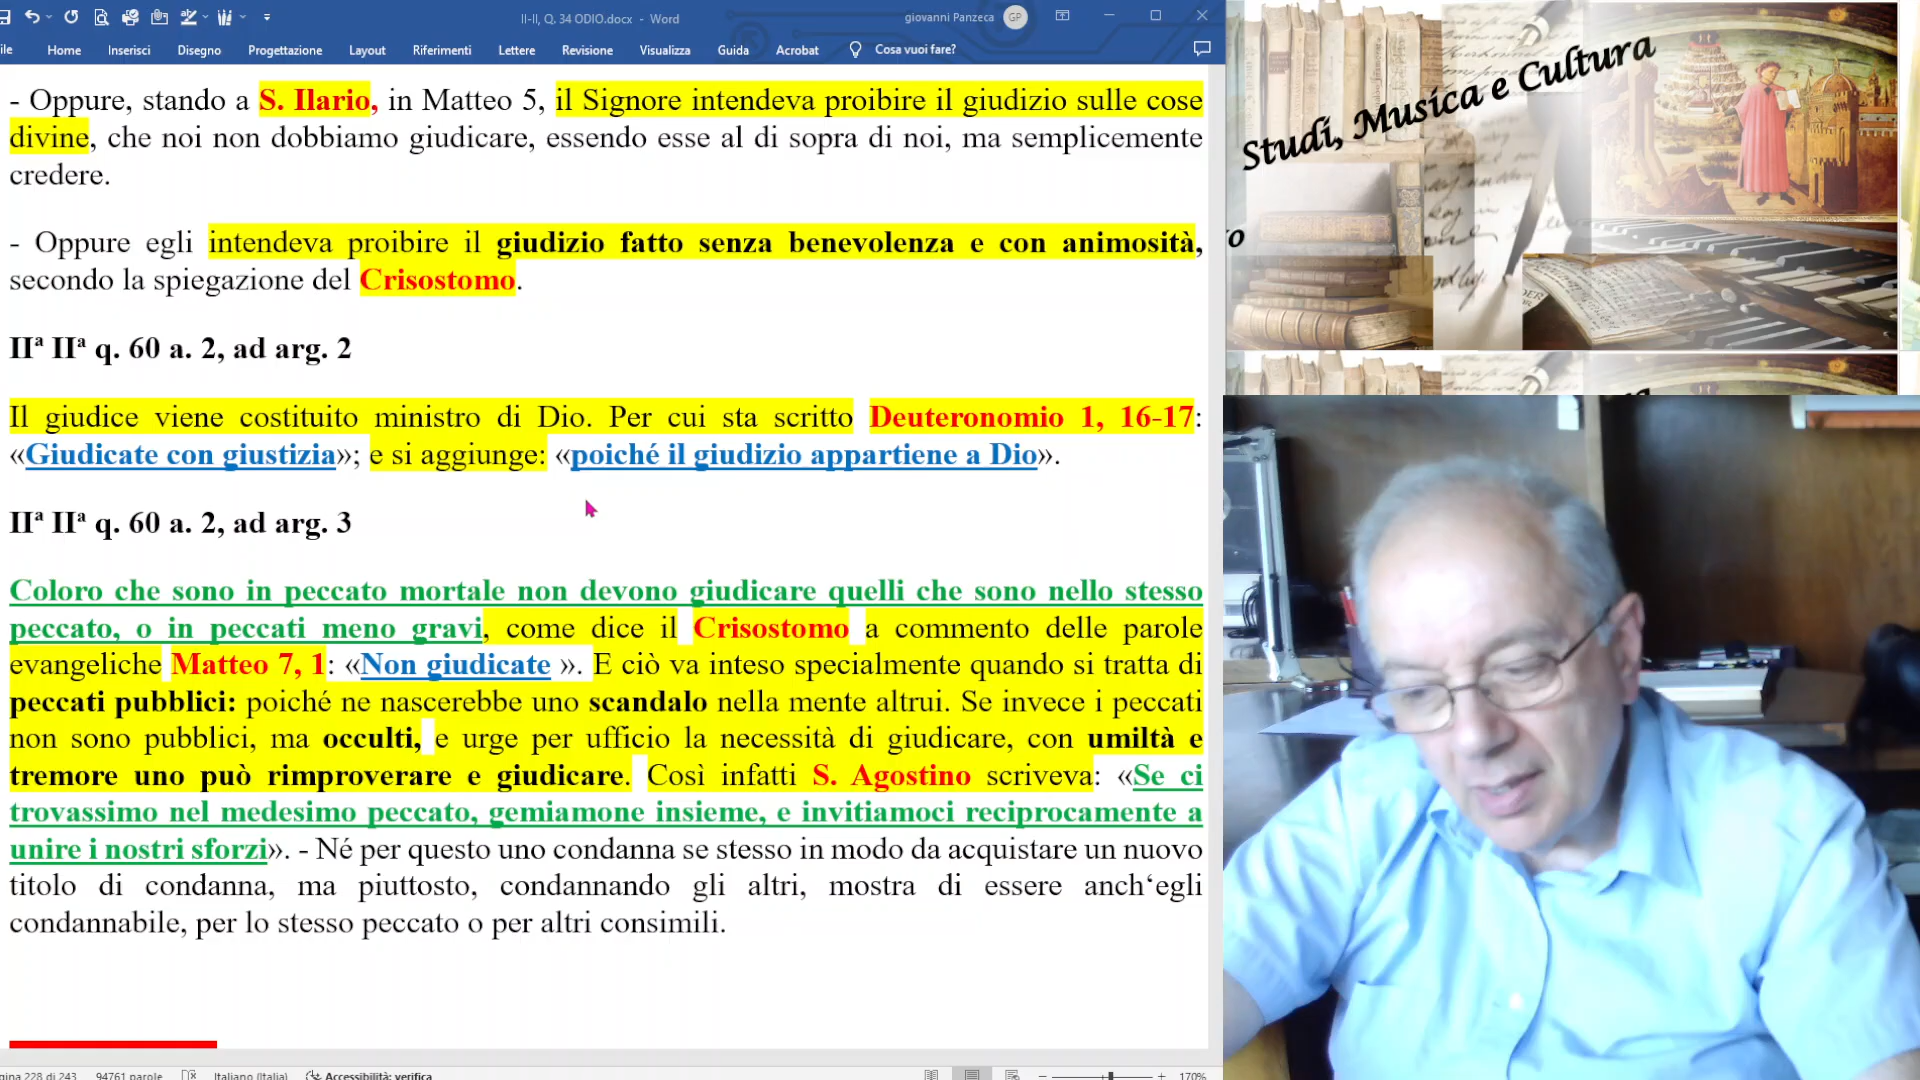 II-II, Q, 34 ODIO.docx - Word
giovanni Panzeca
GP
ile Home Inserisci Disegno Progettazione Layout Riferimenti Lettere Revisione Visualizza Guida Acrobat Cosa vuoi fare?
- Oppure, stando a S. Ilario, in Matteo 5, il Signore intendeva proibire il giudizio sulle cose
divine, che noi non dobbiamo giudicare, essendo esse al di sopra di noi, ma semplicemente
credere.
- Oppure egli intendeva proibire il giudizio fatto senza benevolenza e con animosità,
secondo la spiegazione del Crisostomo.
IIª IIª q. 60 a. 2, ad arg. 2
Il giudice viene costituito ministro di Dio. Per cui sta scritto Deuteronomio 1, 16-17:
«Giudicate con giustizia»; e si aggiunge: «poiché il giudizio appartiene a Dio».
IIª IIª q. 60 a. 2, ad arg. 3
Coloro che sono in peccato mortale non devono giudicare quelli che sono nello stesso
peccato, o in peccati meno gravi, come dice il Crisostomo a commento delle parole
evangeliche Matteo 7, 1: «Non giudicate ». E ciò va inteso specialmente quando si tratta di
peccati pubblici: poiché ne nascerebbe uno scandalo nella mente altrui. Se invece i peccati
non sono pubblici, ma occulti, e urge per ufficio la necessità di giudicare, con umiltà e
tremore uno può rimproverare e giudicare. Così infatti S. Agostino scriveva: «Se ci
trovassimo nel medesimo peccato, gemiamone insieme, e invitiamoci reciprocamente a
unire i nostri sforzi». - Né per questo uno condanna se stesso in modo da acquistare un nuovo
titolo di condanna, ma piuttosto, condannando gli altri, mostra di essere anch‘egli
condannabile, per lo stesso peccato o per altri consimili.
gina 228 di 243 94761 parole Italiano (Italia) Accessibilità: verifica 170%
Studi, Musica e Cultura